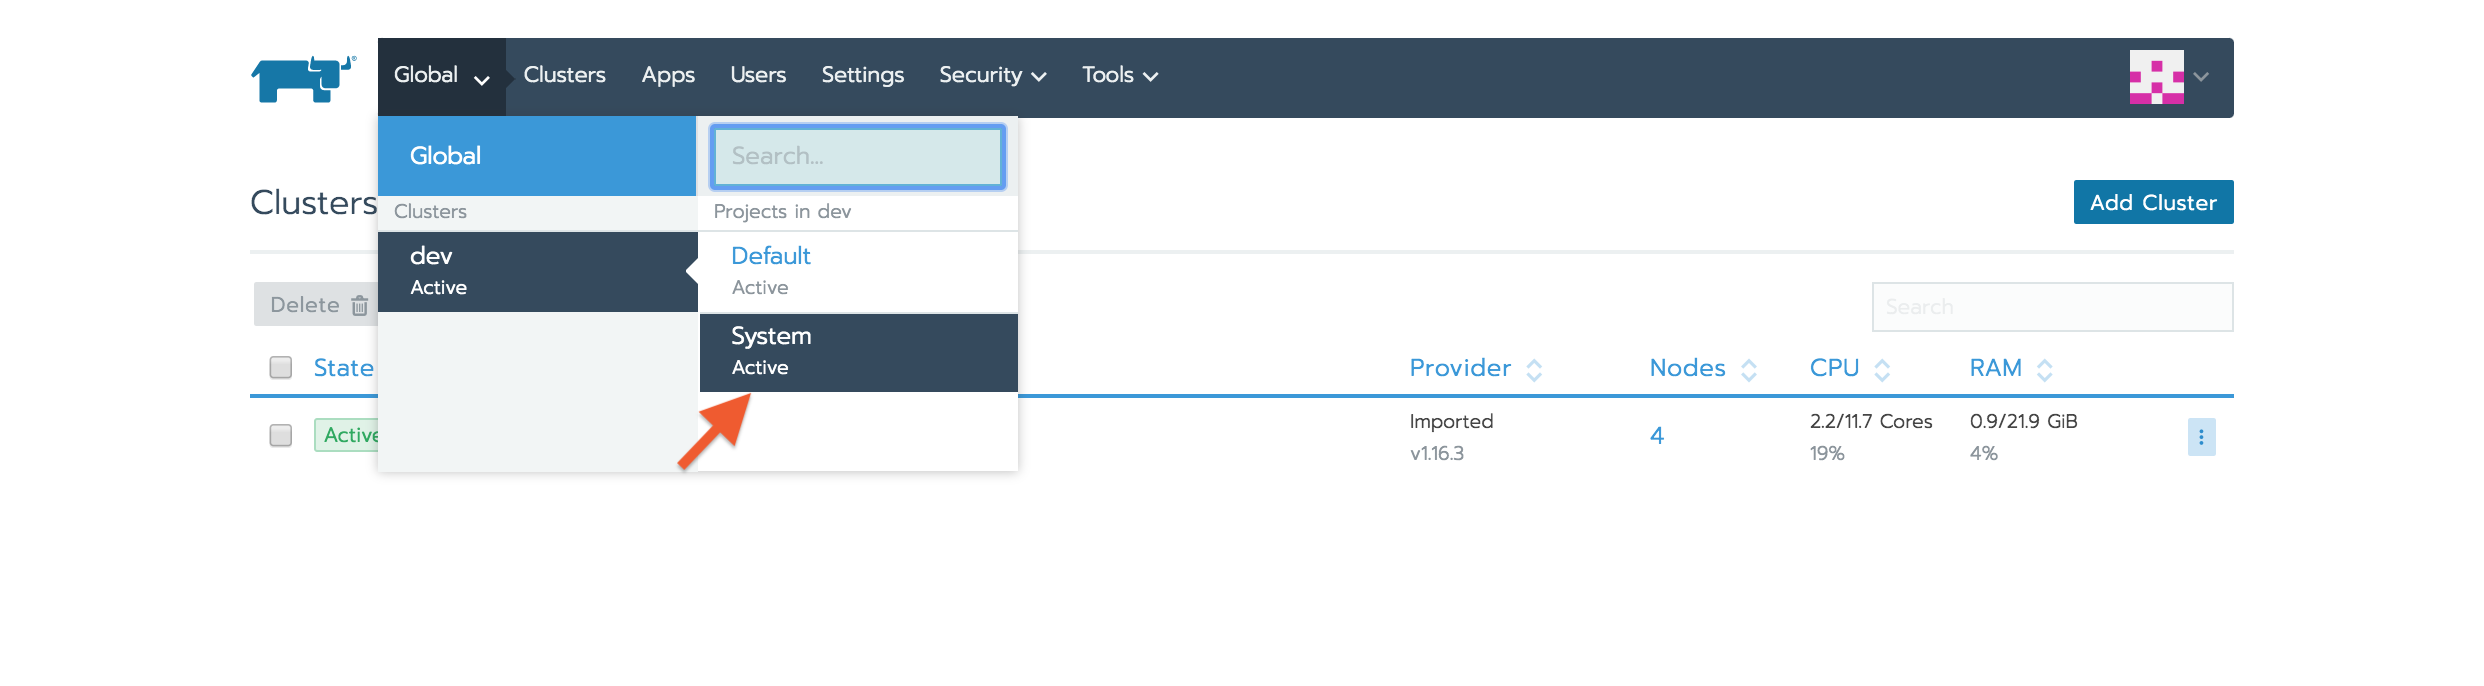 Global Clusters Apps Users Settings Security Tools
Global
Search...
Clusters
Clusters
Projects in dev
Add Cluster
dev
Active
Default
Active
Delete
System
Active
Search
State
Provider Nodes CPU RAM
Active
Imported
v1.16.3
4
2.2/11.7 Cores
19%
0.9/21.9 GiB
4%